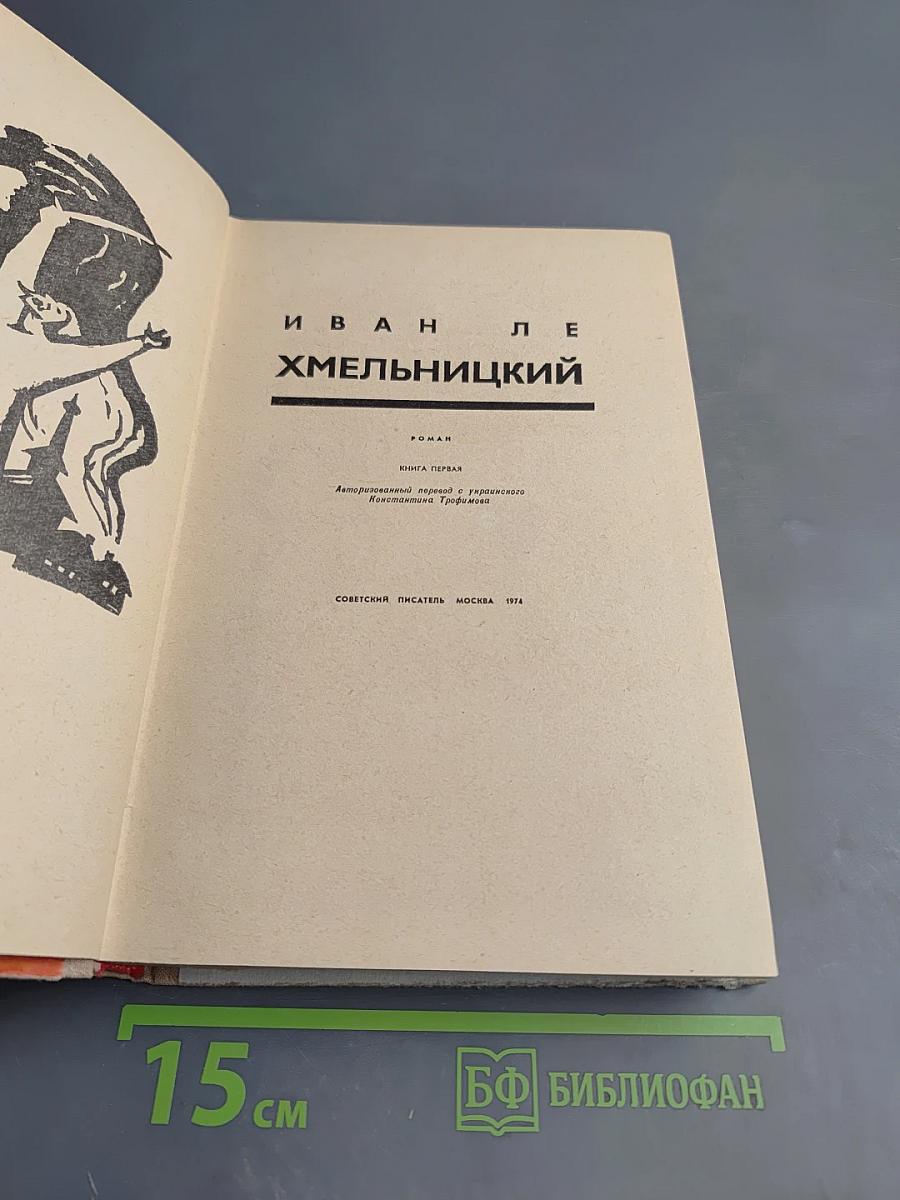 ИВАН ЛЕ
ХМЕЛЬНИЦКИЙ
РОМАН
КНИГА ПЕРВАЯ
Авторизованный перевод с украинского
Константина Трофимова
СОВЕТСКИЙ ПИСАТЕЛЬ МОСКВА 1974
15 см
БФ БИБЛИОФАН